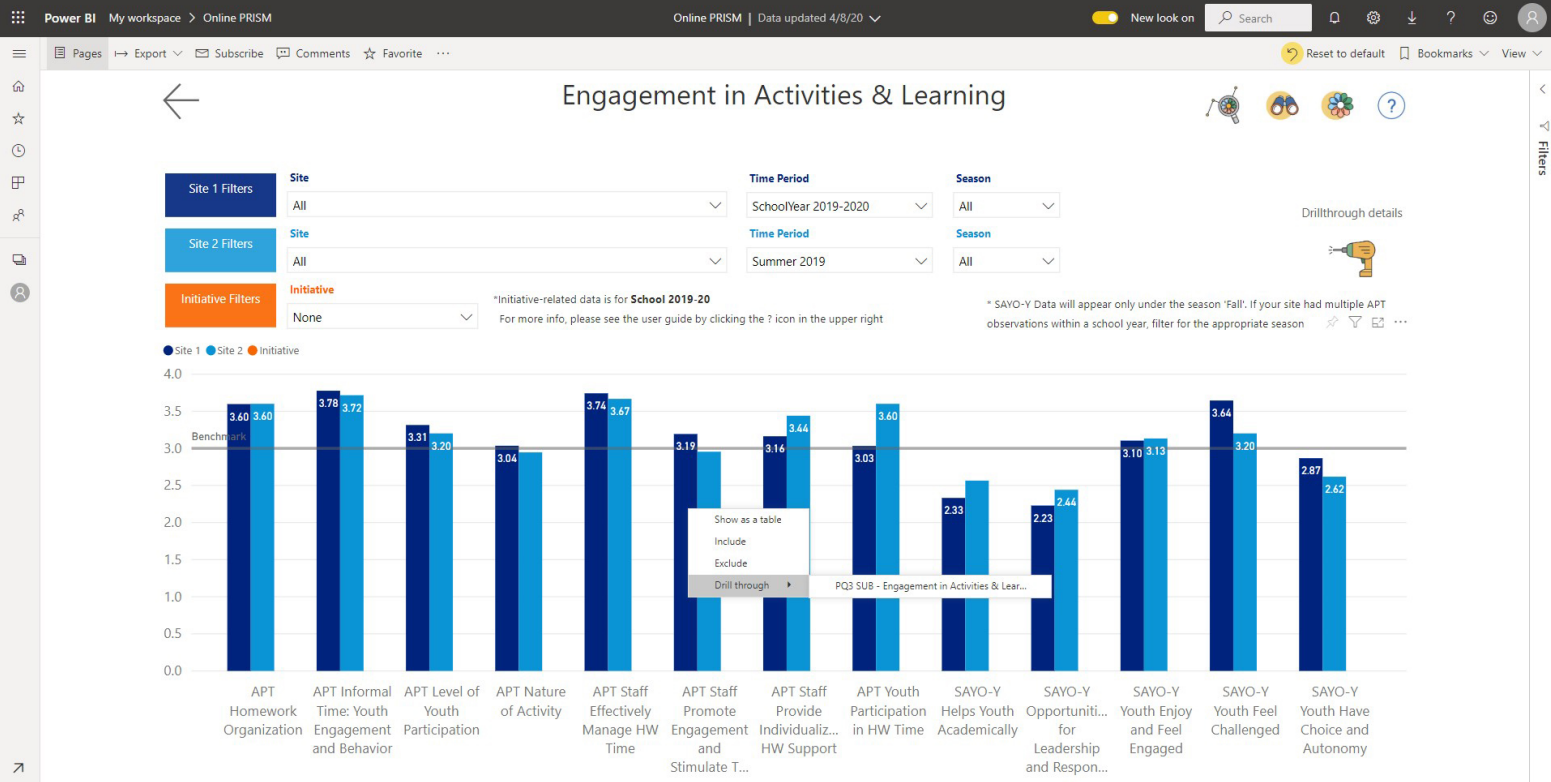 Power BI My workspace > Online PRISM
Online PRISM | Data updated 4/8/20
New look on
Search
Pages
Export
Subscribe
Comments
Favorite
Reset to default
Bookmarks
View
Engagement in Activities & Learning
?
Filters
Site 1 Filters
Site
All
Time Period
SchoolYear 2019-2020
Season
All
Site 2 Filters
Site
All
Time Period
Summer 2019
Season
All
Drillthrough details
Initiative Filters
Initiative
None
*Initiative-related data is for School 2019-20
For more info, please see the user guide by clicking the ? icon in the upper right
* SAYO-Y Data will appear only under the season 'Fall'. If your site had multiple APT
observations within a school year, filter for the appropriate season
Site 1 Site 2 Initiative
4.0
3.5
3.0
2.5
2.0
1.5
1.0
0.5
0.0
Benchmark
3.60 3.60
3.78 3.72
3.31 3.20
3.04
3.74 3.67
3.19
3.16 3.44
3.03 3.60
2.33
2.23 2.44
3.10 3.13
3.64 3.20
2.87 2.62
Show as a table
Include
Exclude
Drill through
PQ3 SUB - Engagement in Activities & Lear...
APT
Homework
Organization
APT Informal
Time: Youth
Engagement
and Behavior
APT Level of
Youth
Participation
APT Nature
of Activity
APT Staff
Effectively
Manage HW
Time
APT Staff
Promote
Engagement
and
Stimulate T...
APT Staff
Provide
Individualiz...
HW Support
APT Youth
Participation
in HW Time
SAYO-Y
Helps Youth
Academically
SAYO-Y
Opportuniti...
for
Leadership
and Respon...
SAYO-Y
Youth Enjoy
and Feel
Engaged
SAYO-Y
Youth Feel
Challenged
SAYO-Y
Youth Have
Choice and
Autonomy